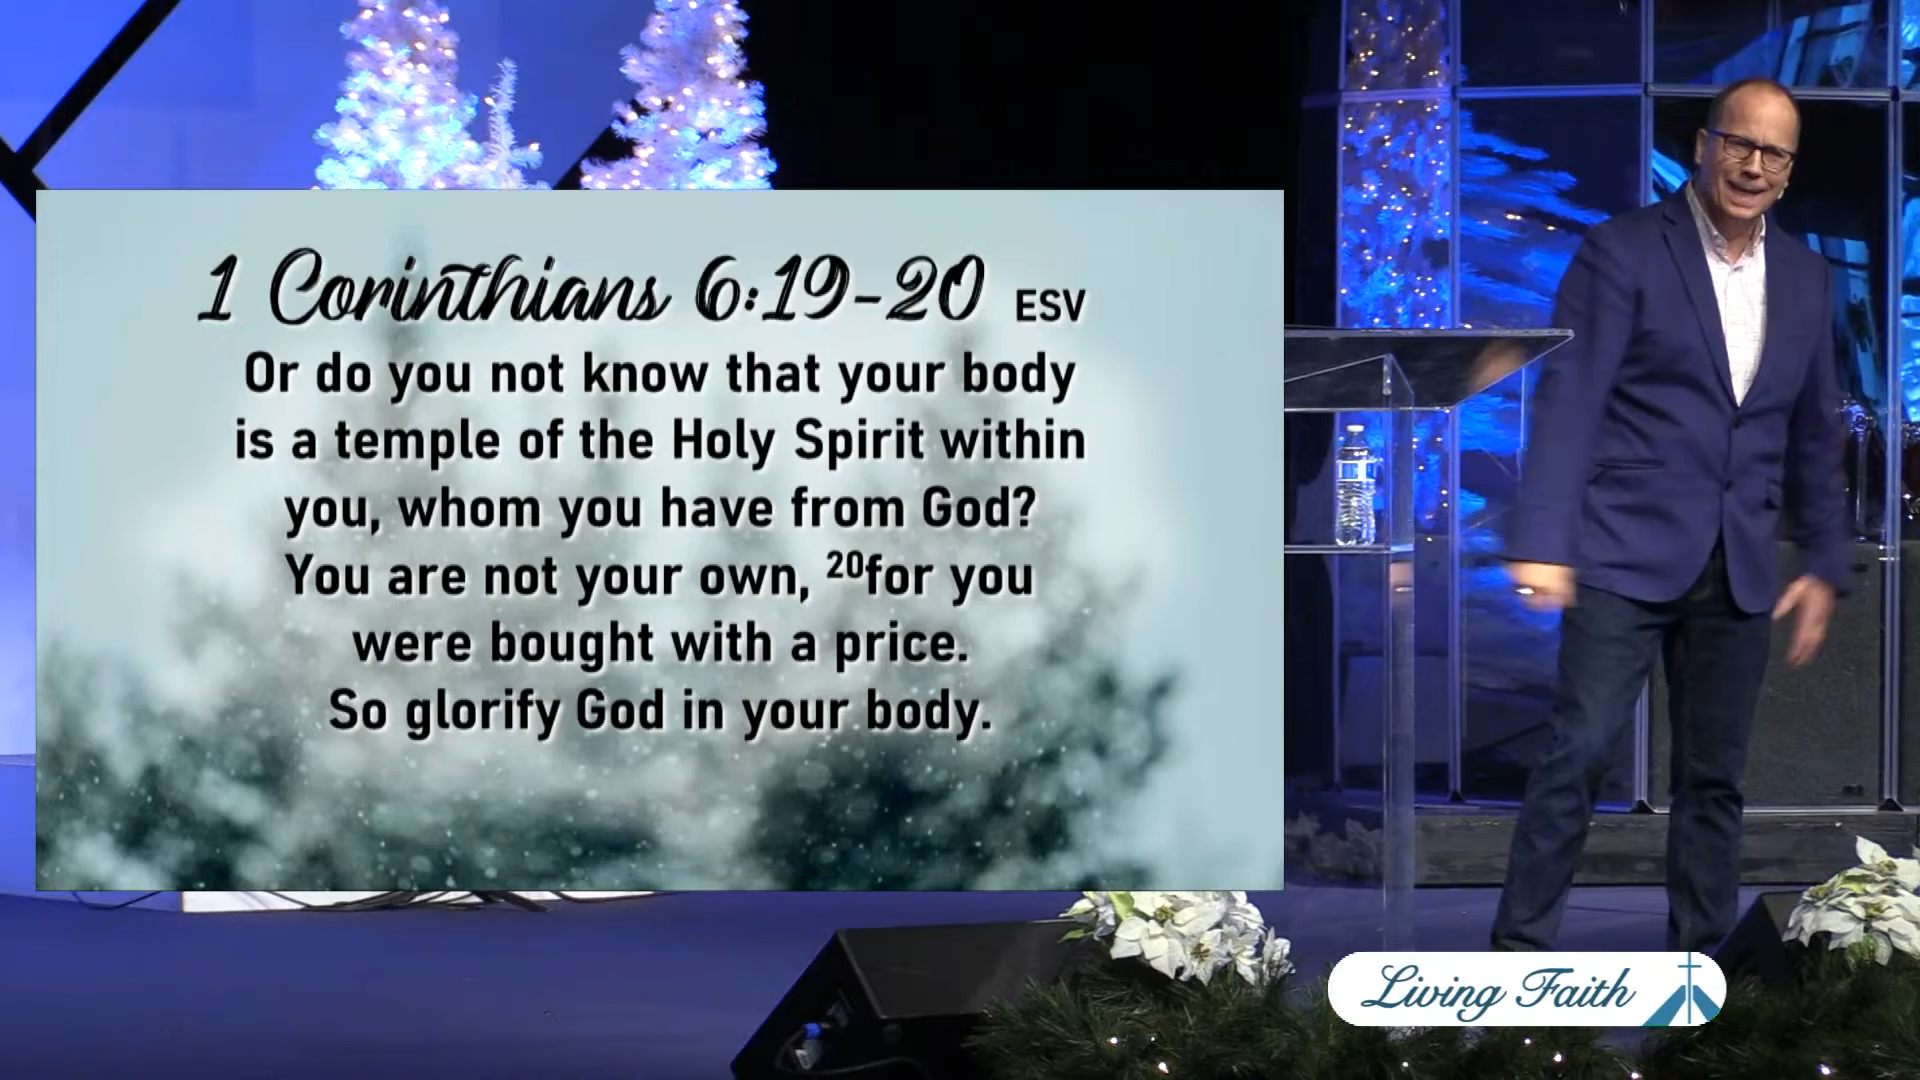 1 Corinthians 6:19-20 ESV
Or do you not know that your body
is a temple of the Holy Spirit within
you, whom you have from God?
You are not your own, ²⁰for you
were bought with a price.
So glorify God in your body.
Living Faith